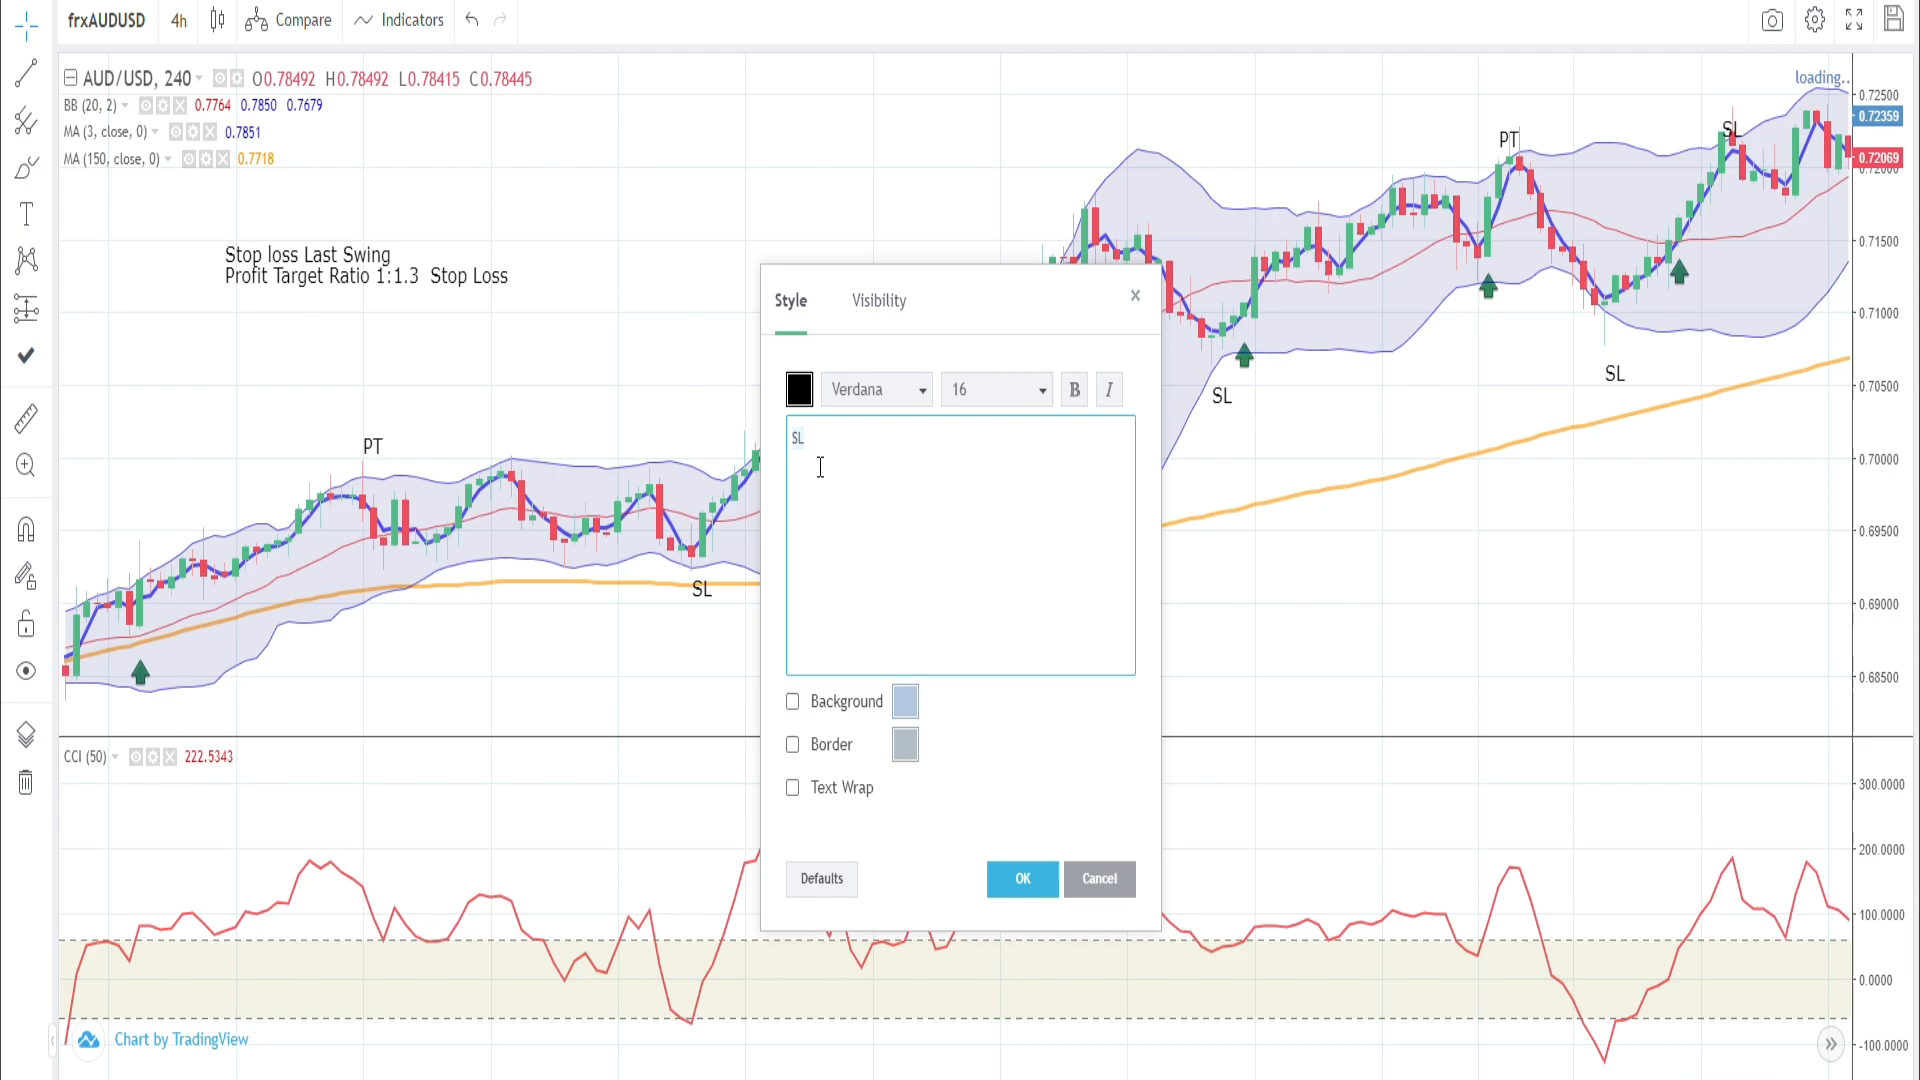 frxAUDUSD 4h Compare Indicators
AUD/USD, 240 O0.78492 H0.78492 L0.78415 C0.78445
loading..
BB (20, 2) 0.7764 0.7850 0.7679
MA (3, close, 0) 0.7851
MA (150, close, 0) 0.7718
Stop loss Last Swing
Profit Target Ratio 1:1.3 Stop Loss
PT
SL
SL
PT
SL
SL
0.72500
0.72359
0.72069
0.72000
0.71500
0.71000
0.70500
0.70000
0.69500
0.69000
0.68500
Style Visibility
Verdana 16 B I
SL
Background
Border
Text Wrap
Defaults OK Cancel
CCI (50) 222.5343
300.0000
200.0000
100.0000
0.0000
-100.0000
Chart by TradingView